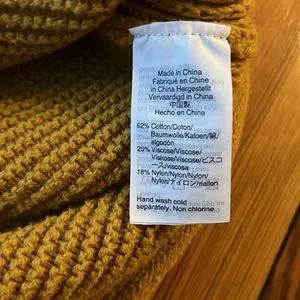 Made in China
Fabriqué en Chine
in China Hergestellt
Vervaardigd in China
中国製
Hecho en China
62% Cotton/Coton/
Baumwolle/Katoen/綿/
algodón
20% Viscose/Viscose/
Viskose/Viscose/ビスコ
ース/viscosa
18% Nylon/Nylon/Nylon/
Nylon/ナイロン/nailon
Hand wash cold
separately. Non chlorine